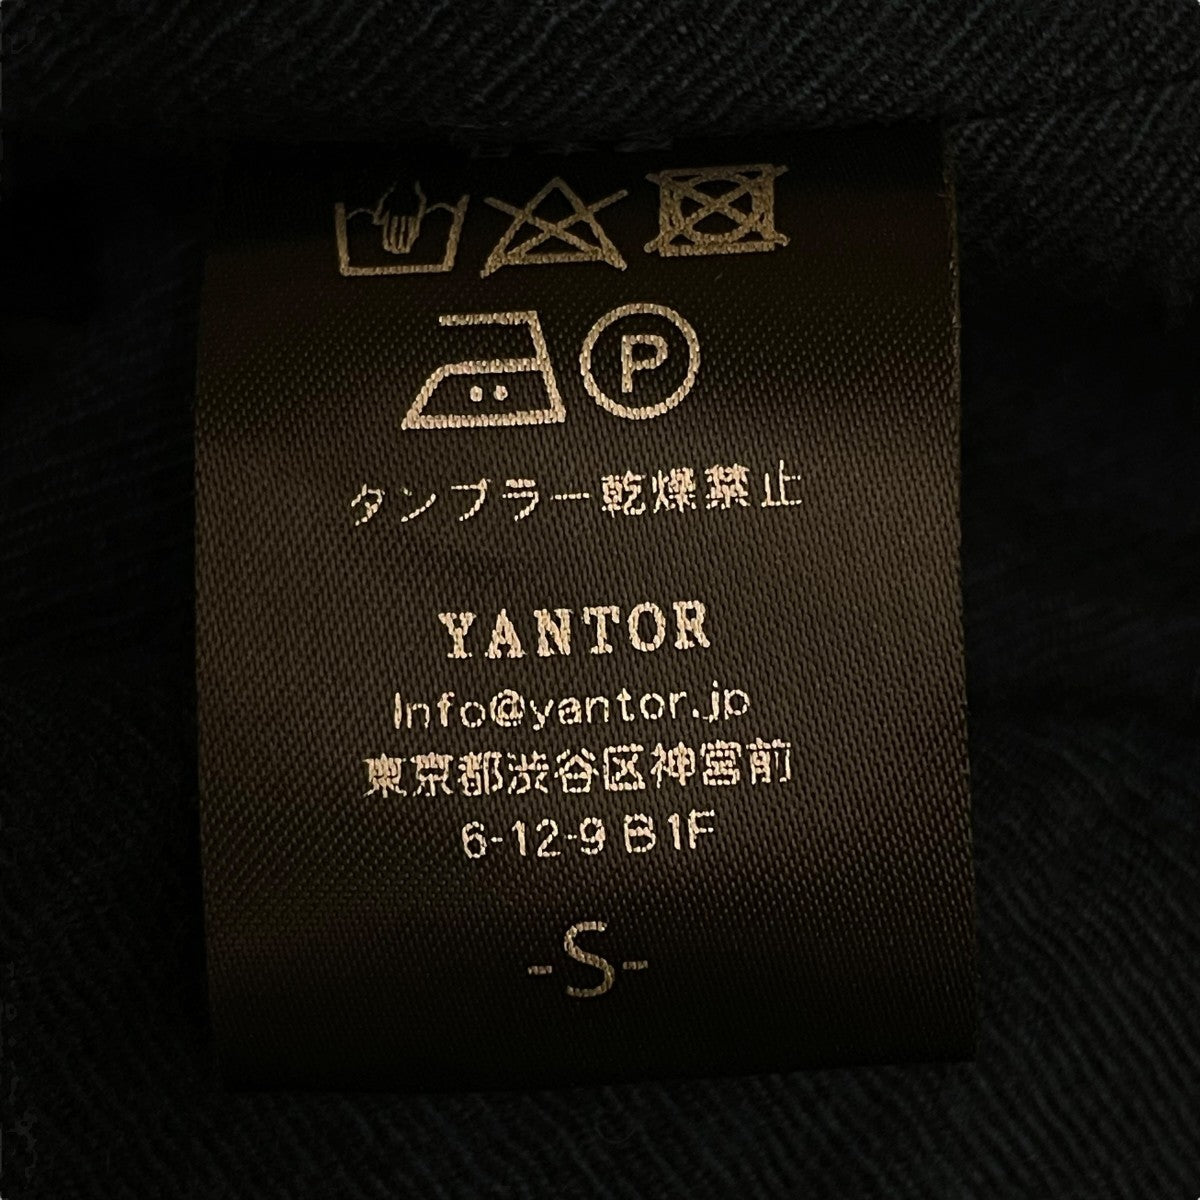 P
タンブラー乾燥禁止
YANTOR
Info@yantor.jp
東京都渋谷区神宮前
6-12-9 B1F
-S-